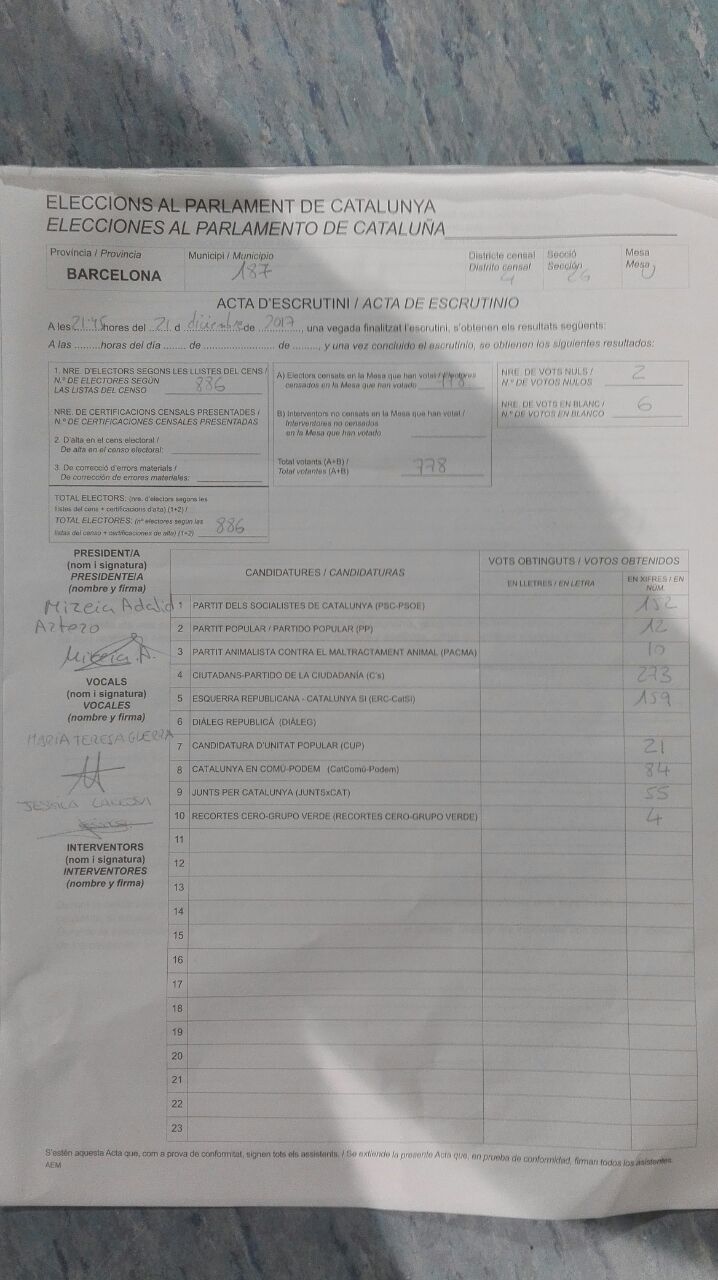 ELECCIONS AL PARLAMENT DE CATALUNYA
ELECCIONES AL PARLAMENTO DE CATALUÑA
Província / Provincia
BARCELONA
Municipi / Municipio
187
Districte censal
Distrito censal
4
Secció
Sección
26
Mesa
Mesa
U
ACTA D'ESCRUTINI / ACTA DE ESCRUTINIO
A les 21:45 hores del 21 d diciembre de 2017, una vegada finalitzat l'escrutini, s'obtenen els resultats següents:
A las .........horas del día ....... de .................. de ........, y una vez concluido el escrutinio, se obtienen los siguientes resultados:
1. NRE. D'ELECTORS SEGONS LES LLISTES DEL CENS /
N.º DE ELECTORES SEGÚN
LAS LISTAS DEL CENSO 886
NRE. DE CERTIFICACIONS CENSALS PRESENTADES /
N.º DE CERTIFICACIONES CENSALES PRESENTADAS
2. D'alta en el cens electoral /
De alta en el censo electoral:
3. De correcció d'errors materials /
De corrección de errores materiales:
TOTAL ELECTORS: (nre. d'electors segons les
llistes del cens + certificacions d'alta) (1+2) /
TOTAL ELECTORES: (nº electores según las
listas del censo + certificaciones de alta) (1+2) 886
A) Electors censats en la Mesa que han votat / Electores
censados en la Mesa que han votado 778
B) Interventors no censats en la Mesa que han votat /
Interventores no censados
en la Mesa que han votado
Total votants (A+B) /
Total votantes (A+B) 778
NRE. DE VOTS NULS /
N.º DE VOTOS NULOS 2
NRE. DE VOTS EN BLANC /
N.º DE VOTOS EN BLANCO 6
PRESIDENT/A
(nom i signatura)
PRESIDENTE/A
(nombre y firma)
Mireia Adalid
Artero
Mireia A.
VOCALS
(nom i signatura)
VOCALES
(nombre y firma)
MARIA TERESA GUERRA
JESSICA
INTERVENTORS
(nom i signatura)
INTERVENTORES
(nombre y firma)
CANDIDATURES / CANDIDATURAS
VOTS OBTINGUTS / VOTOS OBTENIDOS
EN LLETRES / EN LETRA
EN XIFRES / EN NÚM.
1 PARTIT DELS SOCIALISTES DE CATALUNYA (PSC-PSOE) 152
2 PARTIT POPULAR / PARTIDO POPULAR (PP) 12
3 PARTIT ANIMALISTA CONTRA EL MALTRACTAMENT ANIMAL (PACMA) 10
4 CIUTADANS-PARTIDO DE LA CIUDADANÍA (C's) 273
5 ESQUERRA REPUBLICANA - CATALUNYA SÍ (ERC-CatSí) 159
6 DIÀLEG REPUBLICÀ (DIÀLEG)
7 CANDIDATURA D'UNITAT POPULAR (CUP) 21
8 CATALUNYA EN COMÚ-PODEM (CatComú-Podem) 84
9 JUNTS PER CATALUNYA (JUNTSxCAT) 55
10 RECORTES CERO-GRUPO VERDE (RECORTES CERO-GRUPO VERDE) 4
11
12
13
14
15
16
17
18
19
20
21
22
23
S'estén aquesta Acta que, com a prova de conformitat, signen tots els assistents. / Se extiende la presente Acta que, en prueba de conformidad, firman todos los asistentes.
AEM